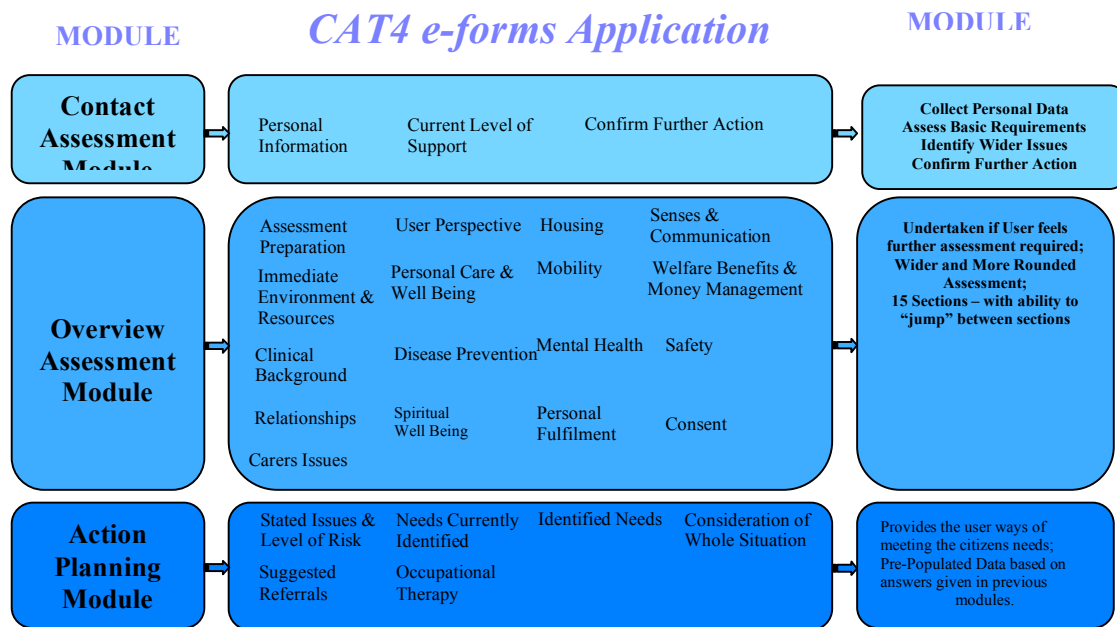 MODULE
CAT4 e-forms Application
MODULE
Contact
Assessment
Module
Personal
Information
Current Level of
Support
Confirm Further Action
Collect Personal Data
Assess Basic Requirements
Identify Wider Issues
Confirm Further Action
Overview
Assessment
Module
Assessment
Preparation
User Perspective
Housing
Senses &
Communication
Immediate
Environment &
Resources
Personal Care &
Well Being
Mobility
Welfare Benefits &
Money Management
Clinical
Background
Disease Prevention
Mental Health
Safety
Relationships
Spiritual
Well Being
Personal
Fulfilment
Consent
Carers Issues
Undertaken if User feels
further assessment required;
Wider and More Rounded
Assessment;
15 Sections – with ability to
“jump” between sections
Action
Planning
Module
Stated Issues &
Level of Risk
Needs Currently
Identified
Identified Needs
Consideration of
Whole Situation
Suggested
Referrals
Occupational
Therapy
Provides the user ways of
meeting the citizens needs;
Pre-Populated Data based on
answers given in previous
modules.